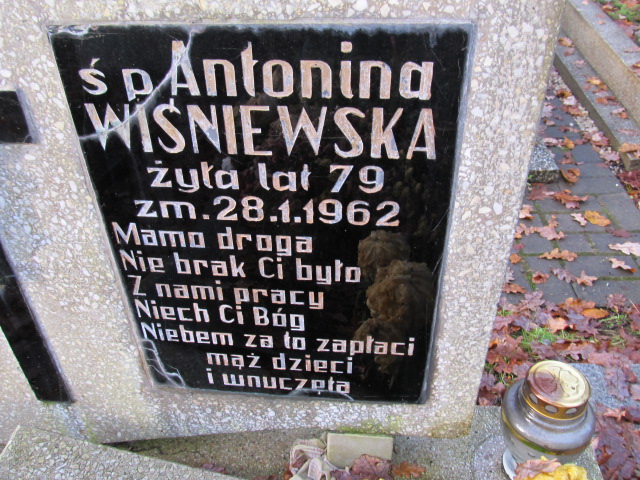 ś p Antonina
WIŚNIEWSKA
żyła lat 79
zm. 28.1.1962
Mamo droga
Nie brak Ci było
Z nami pracy
Niech Ci Bóg
Niebem za to zapłaci
mąż dzieci
i wnuczęta